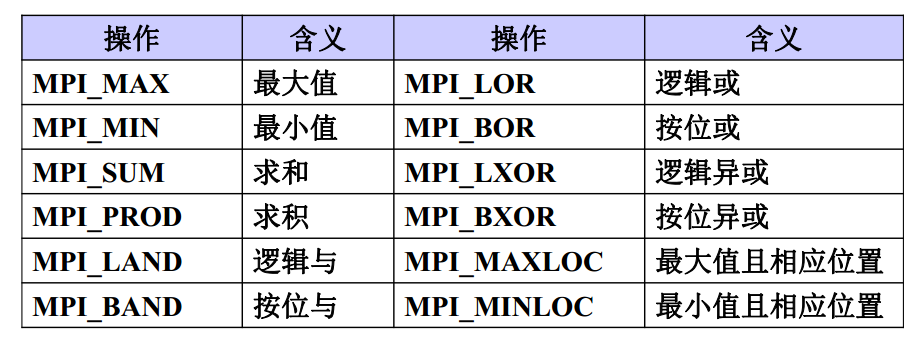 操作 含义 操作 含义
MPI_MAX 最大值 MPI_LOR 逻辑或
MPI_MIN 最小值 MPI_BOR 按位或
MPI_SUM 求和 MPI_LXOR 逻辑异或
MPI_PROD 求积 MPI_BXOR 按位异或
MPI_LAND 逻辑与 MPI_MAXLOC 最大值且相应位置
MPI_BAND 按位与 MPI_MINLOC 最小值且相应位置